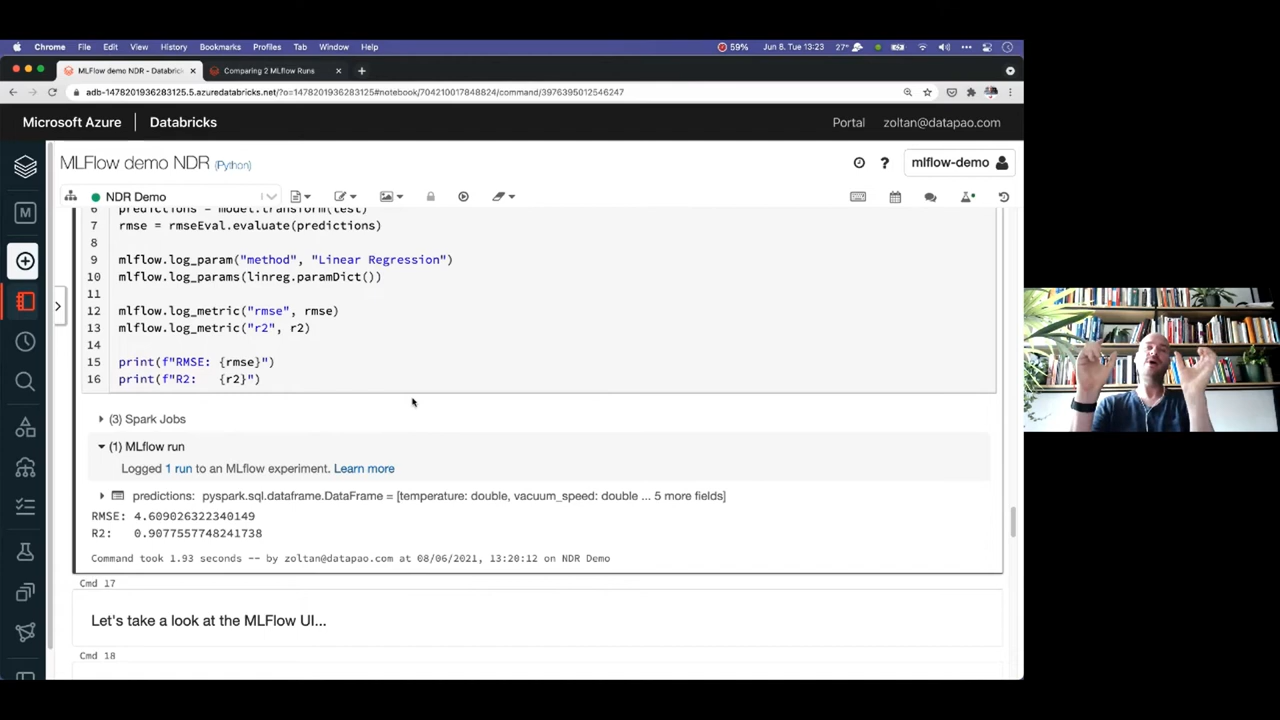 Chrome File Edit View History Bookmarks Profiles Tab Window Help 59% Jun 8. Tue 13:23 27°
MLFlow demo NDR - Databrick × Comparing 2 MLflow Runs × +
adb-1478201936283125.5.azuredatabricks.net/?o=1478201936283125#notebook/704210017848824/command/3976395012546247
Microsoft Azure Databricks Portal zoltan@datapao.com
MLFlow demo NDR (Python) ? mlflow-demo
NDR Demo
6 predictions = model.transform(test)
7 rmse = rmseEval.evaluate(predictions)
8
9 mlflow.log_param("method", "Linear Regression")
10 mlflow.log_params(linreg.paramDict())
11
12 mlflow.log_metric("rmse", rmse)
13 mlflow.log_metric("r2", r2)
14
15 print(f"RMSE: {rmse}")
16 print(f"R2:   {r2}")
(3) Spark Jobs
(1) MLflow run
Logged 1 run to an MLflow experiment. Learn more
predictions: pyspark.sql.dataframe.DataFrame = [temperature: double, vacuum_speed: double ... 5 more fields]
RMSE: 4.609026322340149
R2:   0.9077557748241738
Command took 1.93 seconds -- by zoltan@datapao.com at 08/06/2021, 13:20:12 on NDR Demo
Cmd 17
Let's take a look at the MLFlow UI...
Cmd 18